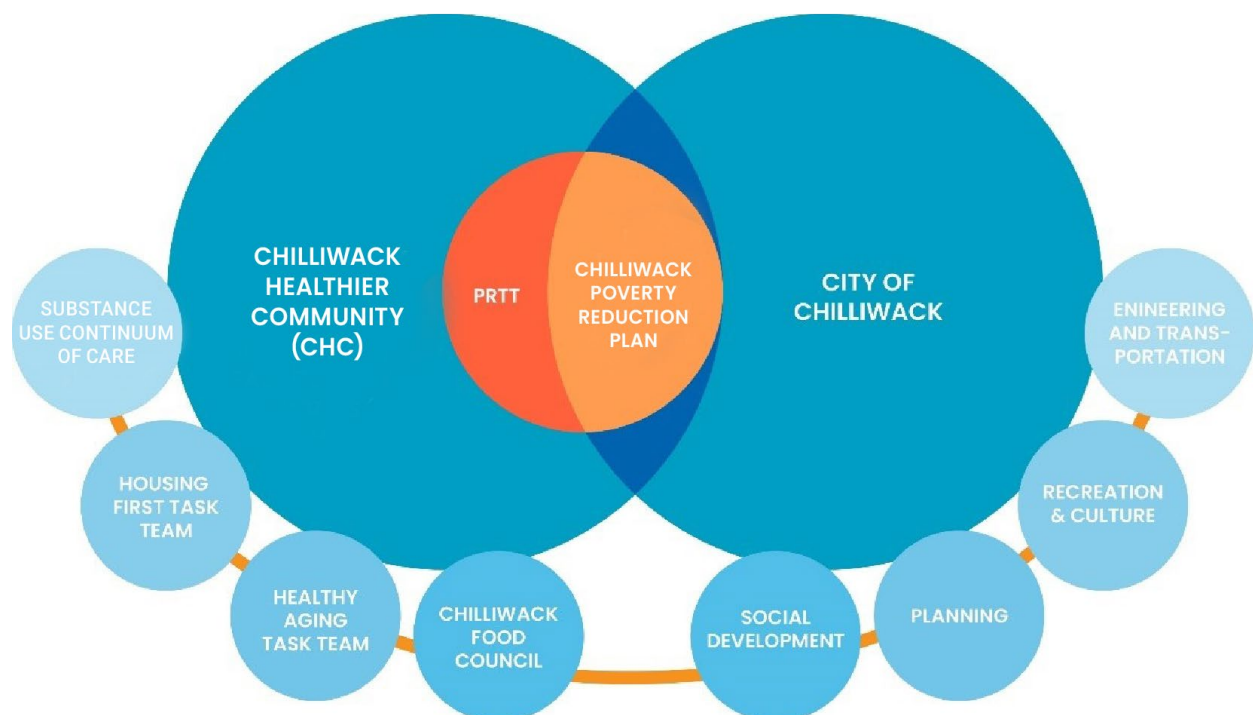 CHILLIWACK
HEALTHIER
COMMUNITY
(CHC)
PRTT
CHILLIWACK
POVERTY
REDUCTION
PLAN
CITY OF
CHILLIWACK
SUBSTANCE
USE CONTINUUM
OF CARE
HOUSING
FIRST TASK
TEAM
HEALTHY
AGING
TASK TEAM
CHILLIWACK
FOOD
COUNCIL
SOCIAL
DEVELOPMENT
PLANNING
RECREATION
& CULTURE
ENINEERING
AND TRANS-
PORTATION